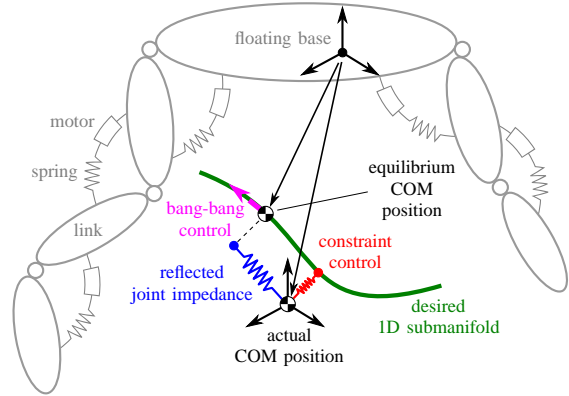 floating base
motor
spring
link
equilibrium
COM
position
bang-bang
control
constraint
control
reflected
joint impedance
desired
1D submanifold
actual
COM position